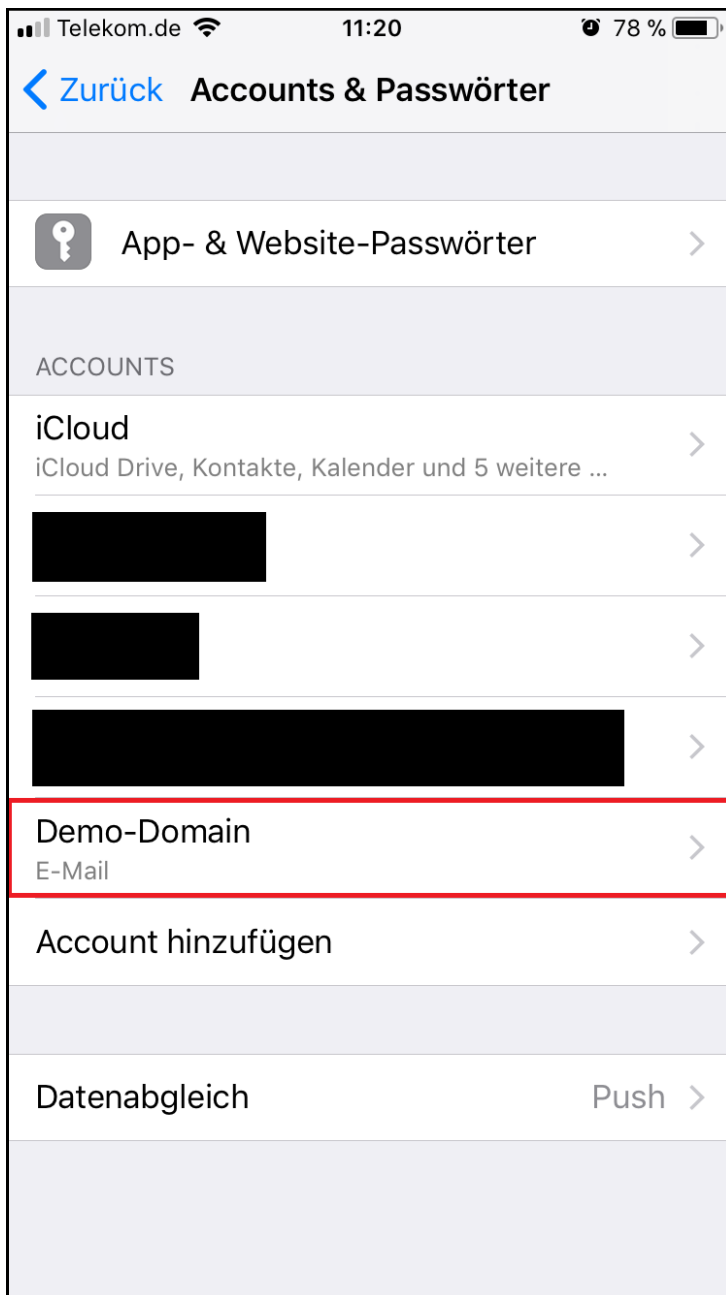 Telekom.de 11:20 78 %
Zurück Accounts & Passwörter
App- & Website-Passwörter
ACCOUNTS
iCloud
iCloud Drive, Kontakte, Kalender und 5 weitere ...
Demo-Domain
E-Mail
Account hinzufügen
Datenabgleich Push